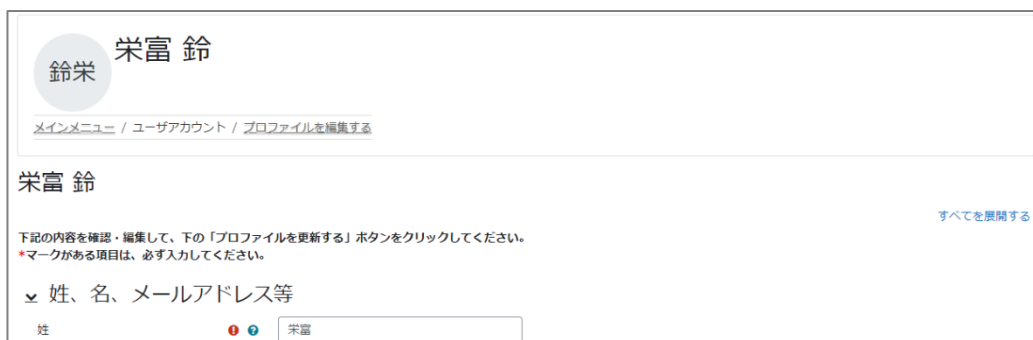 栄富 鈴
鈴栄
メインメニュー / ユーザアカウント / プロファイルを編集する
栄富 鈴
すべてを展開する
下記の内容を確認・編集して、下の「プロファイルを更新する」ボタンをクリックしてください。
*マークがある項目は、必ず入力してください。
姓、名、メールアドレス等
姓 栄富